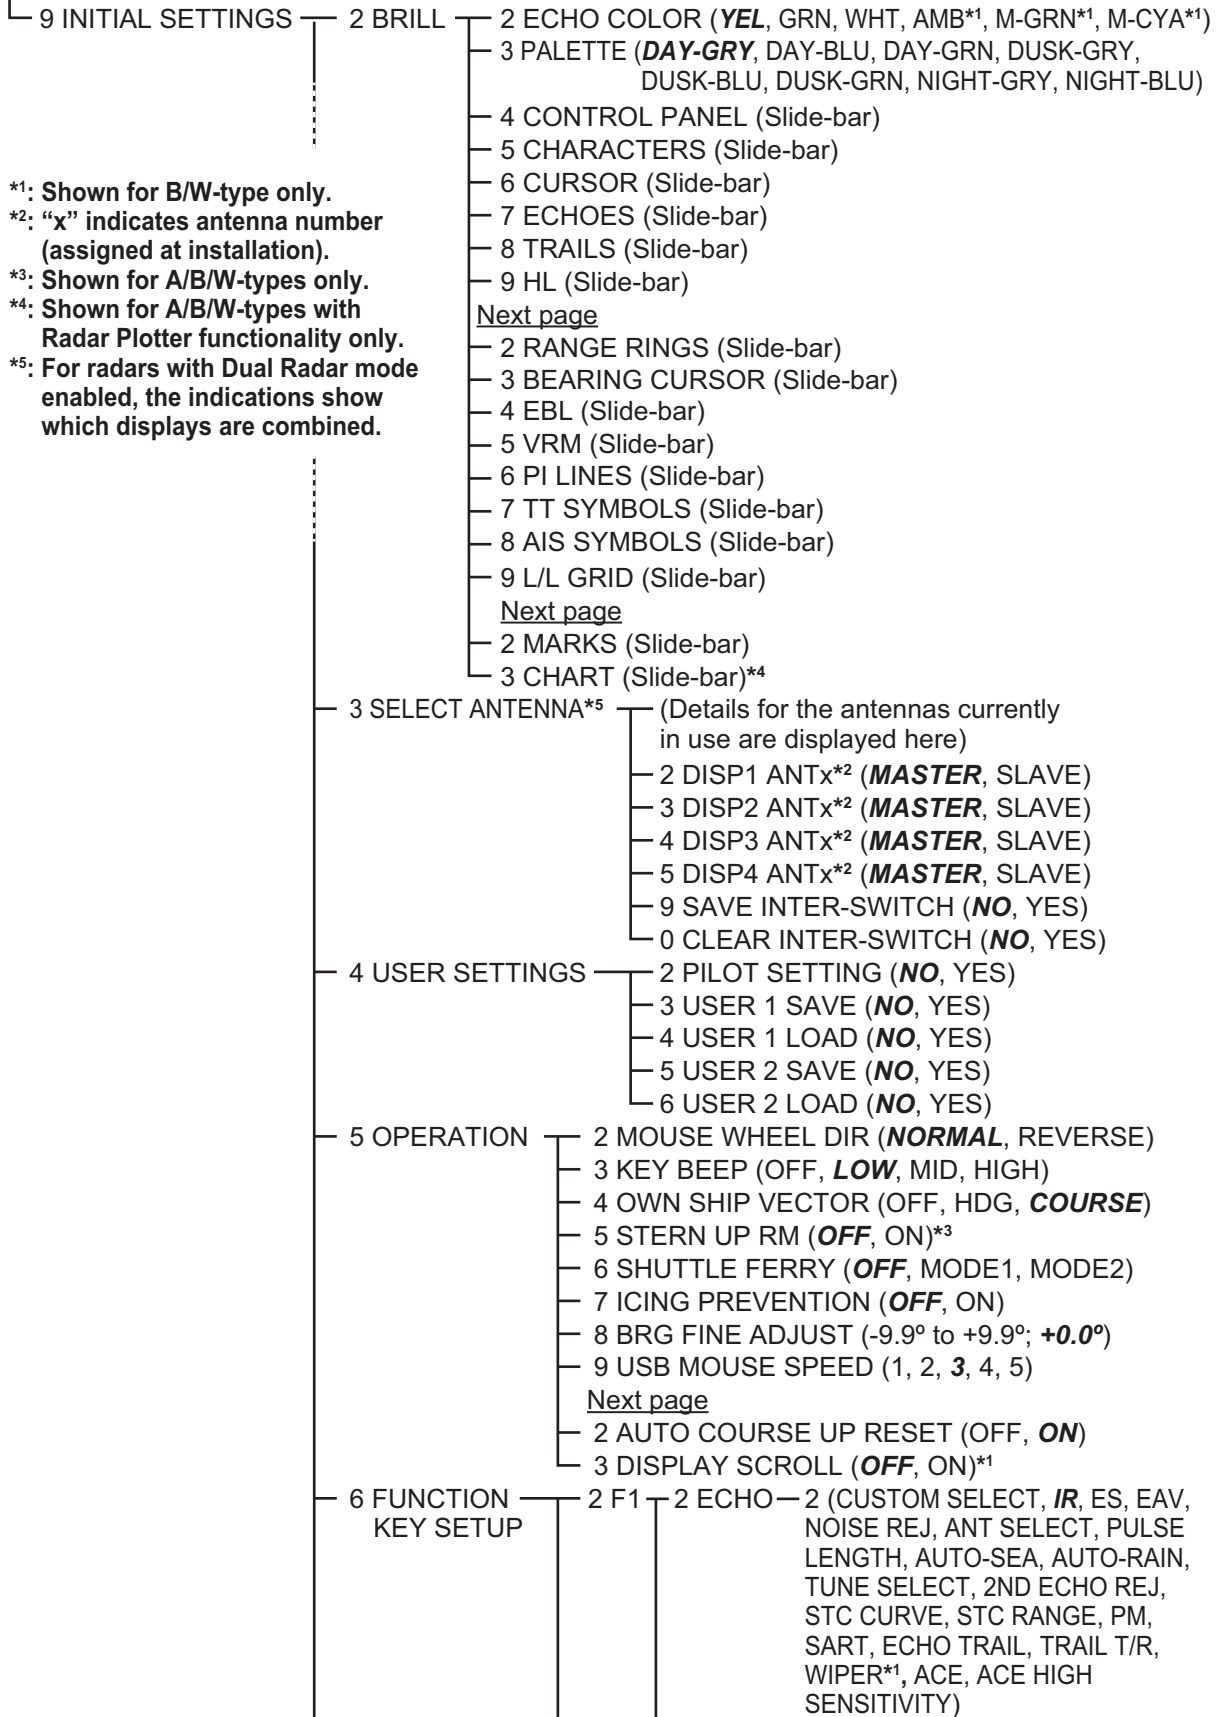 9 INITIAL SETTINGS
2 BRILL
2 ECHO COLOR (YEL, GRN, WHT, AMB*1, M-GRN*1, M-CYA*1)
3 PALETTE (DAY-GRY, DAY-BLU, DAY-GRN, DUSK-GRY,
DUSK-BLU, DUSK-GRN, NIGHT-GRY, NIGHT-BLU)
4 CONTROL PANEL (Slide-bar)
5 CHARACTERS (Slide-bar)
6 CURSOR (Slide-bar)
7 ECHOES (Slide-bar)
8 TRAILS (Slide-bar)
9 HL (Slide-bar)
Next page
2 RANGE RINGS (Slide-bar)
3 BEARING CURSOR (Slide-bar)
4 EBL (Slide-bar)
5 VRM (Slide-bar)
6 PI LINES (Slide-bar)
7 TT SYMBOLS (Slide-bar)
8 AIS SYMBOLS (Slide-bar)
9 L/L GRID (Slide-bar)
Next page
2 MARKS (Slide-bar)
3 CHART (Slide-bar)*4
*1: Shown for B/W-type only.
*2: “x” indicates antenna number
(assigned at installation).
*3: Shown for A/B/W-types only.
*4: Shown for A/B/W-types with
Radar Plotter functionality only.
*5: For radars with Dual Radar mode
enabled, the indications show
which displays are combined.
3 SELECT ANTENNA*5
(Details for the antennas currently
in use are displayed here)
2 DISP1 ANTx*2 (MASTER, SLAVE)
3 DISP2 ANTx*2 (MASTER, SLAVE)
4 DISP3 ANTx*2 (MASTER, SLAVE)
5 DISP4 ANTx*2 (MASTER, SLAVE)
9 SAVE INTER-SWITCH (NO, YES)
0 CLEAR INTER-SWITCH (NO, YES)
4 USER SETTINGS
2 PILOT SETTING (NO, YES)
3 USER 1 SAVE (NO, YES)
4 USER 1 LOAD (NO, YES)
5 USER 2 SAVE (NO, YES)
6 USER 2 LOAD (NO, YES)
5 OPERATION
2 MOUSE WHEEL DIR (NORMAL, REVERSE)
3 KEY BEEP (OFF, LOW, MID, HIGH)
4 OWN SHIP VECTOR (OFF, HDG, COURSE)
5 STERN UP RM (OFF, ON)*3
6 SHUTTLE FERRY (OFF, MODE1, MODE2)
7 ICING PREVENTION (OFF, ON)
8 BRG FINE ADJUST (-9.9º to +9.9º; +0.0º)
9 USB MOUSE SPEED (1, 2, 3, 4, 5)
Next page
2 AUTO COURSE UP RESET (OFF, ON)
3 DISPLAY SCROLL (OFF, ON)*1
6 FUNCTION
KEY SETUP
2 F1
2 ECHO
2 (CUSTOM SELECT, IR, ES, EAV,
NOISE REJ, ANT SELECT, PULSE
LENGTH, AUTO-SEA, AUTO-RAIN,
TUNE SELECT, 2ND ECHO REJ,
STC CURVE, STC RANGE, PM,
SART, ECHO TRAIL, TRAIL T/R,
WIPER*1, ACE, ACE HIGH
SENSITIVITY)